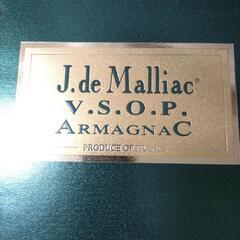 J. de Malliac®
V.S.O.P.
ARMAGNAC
PRODUCE OF FRANCE